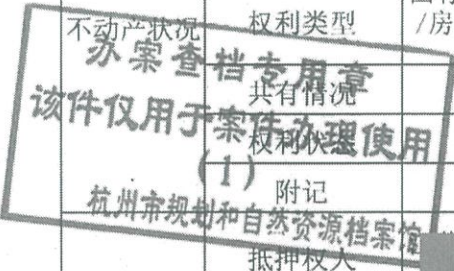 不动产状况 权利类型 /房
办案查档专用章
共有情况
该件仅用于案件办理使用
权利状态
(1)
附记
杭州市规划和自然资源档案馆
抵押权人